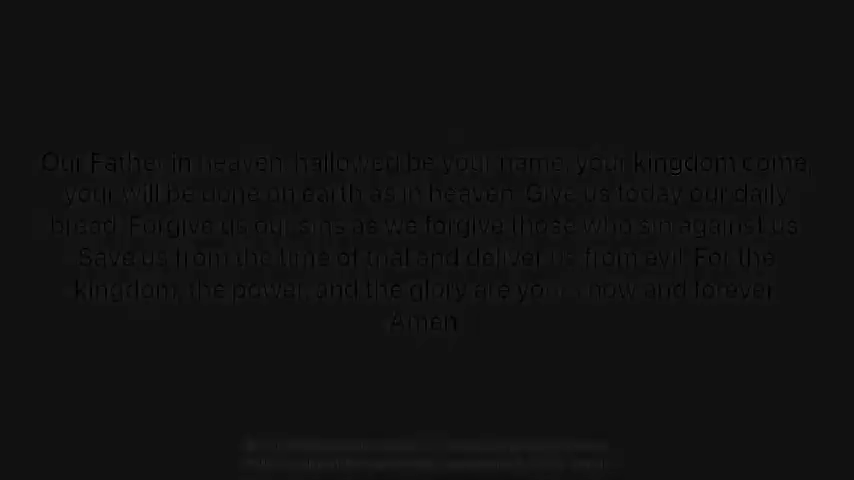 Our Father in heaven, hallowed be your name, your kingdom come,
your will be done on earth as in heaven. Give us today our daily
bread. Forgive us our sins as we forgive those who sin against us.
Save us from the time of trial and deliver us from evil. For the
kingdom, the power, and the glory are yours now and forever.
Amen